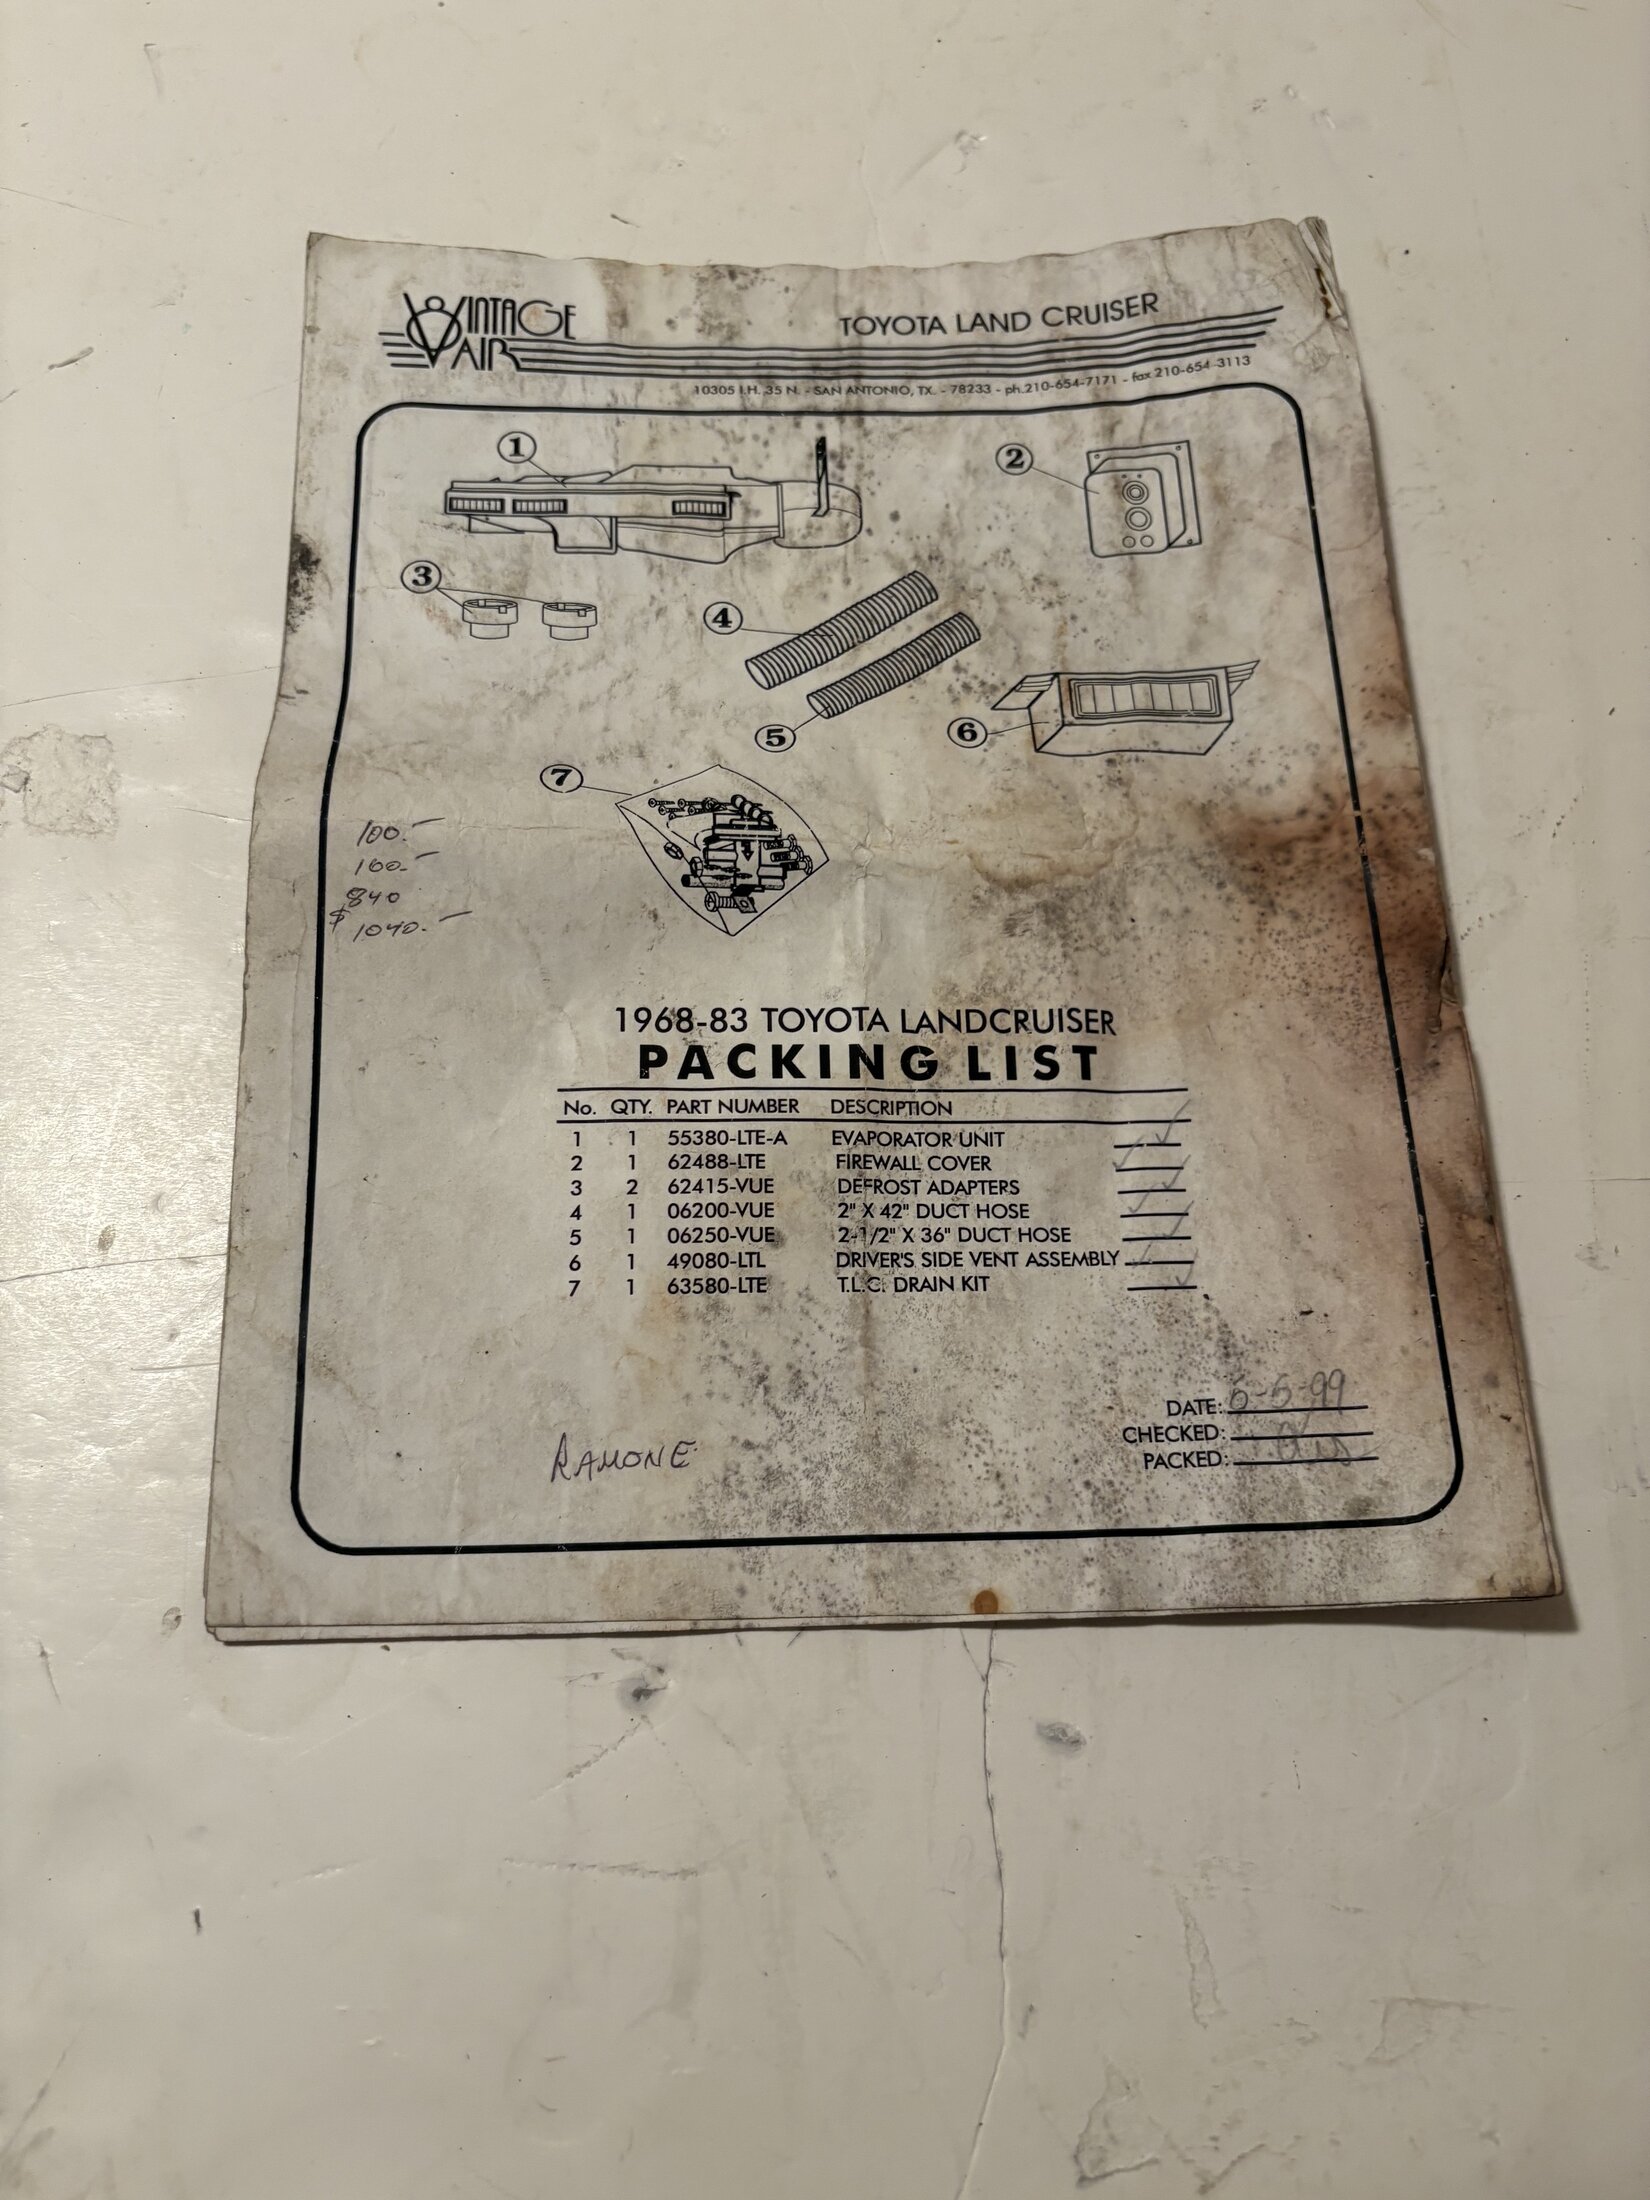 VINTAGE AIR
TOYOTA LAND CRUISER
10305 I.H. 35 N. - SAN ANTONIO, TX. - 78233 - ph.210-654-7171 - fax 210-654-3113
1
2
3
4
5
6
7
100.-
100.-
840
$ 1040.-
1968-83 TOYOTA LANDCRUISER
PACKING LIST
No. QTY. PART NUMBER DESCRIPTION
1 1 55380-LTE-A EVAPORATOR UNIT
2 1 62488-LTE FIREWALL COVER
3 2 62415-VUE DEFROST ADAPTERS
4 1 06200-VUE 2" X 42" DUCT HOSE
5 1 06250-VUE 2-1/2" X 36" DUCT HOSE
6 1 49080-LTL DRIVER'S SIDE VENT ASSEMBLY
7 1 63580-LTE T.L.C. DRAIN KIT
DATE: 5-99
CHECKED:
PACKED:
RAMONE